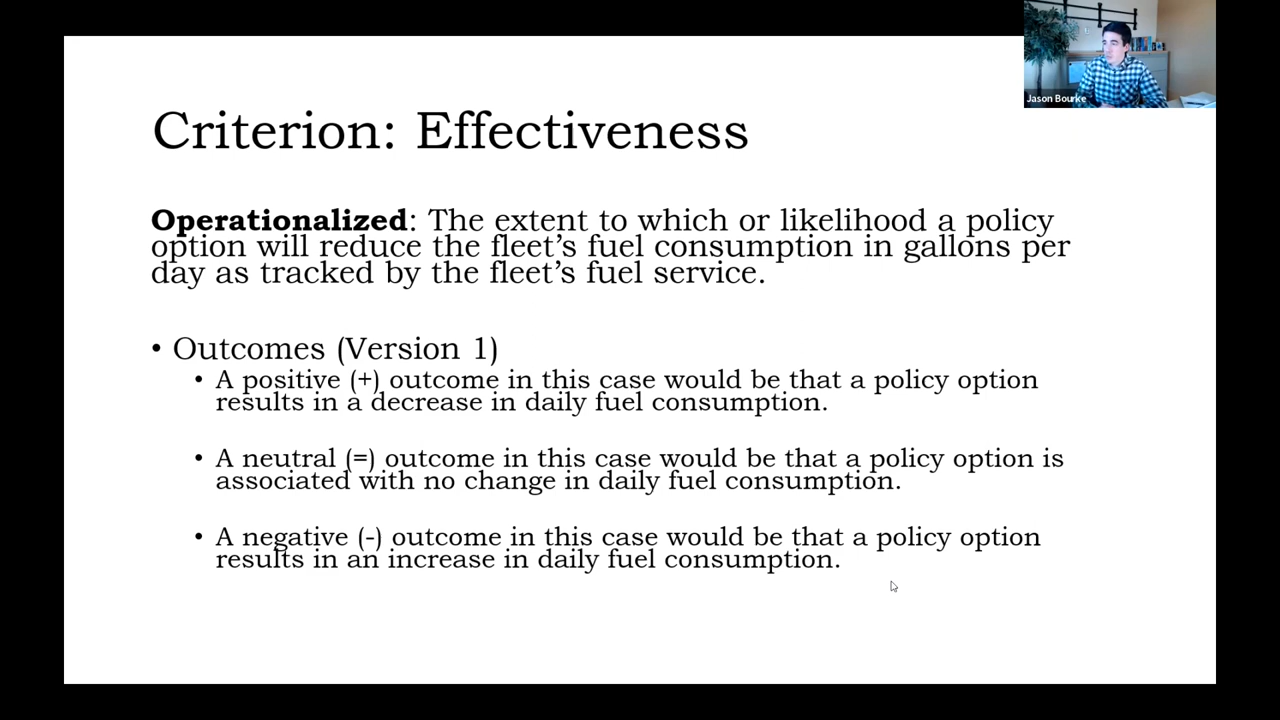 Jason Bourke
Criterion: Effectiveness
Operationalized: The extent to which or likelihood a policy
option will reduce the fleet’s fuel consumption in gallons per
day as tracked by the fleet’s fuel service.
• Outcomes (Version 1)
• A positive (+) outcome in this case would be that a policy option
results in a decrease in daily fuel consumption.
• A neutral (=) outcome in this case would be that a policy option is
associated with no change in daily fuel consumption.
• A negative (-) outcome in this case would be that a policy option
results in an increase in daily fuel consumption.